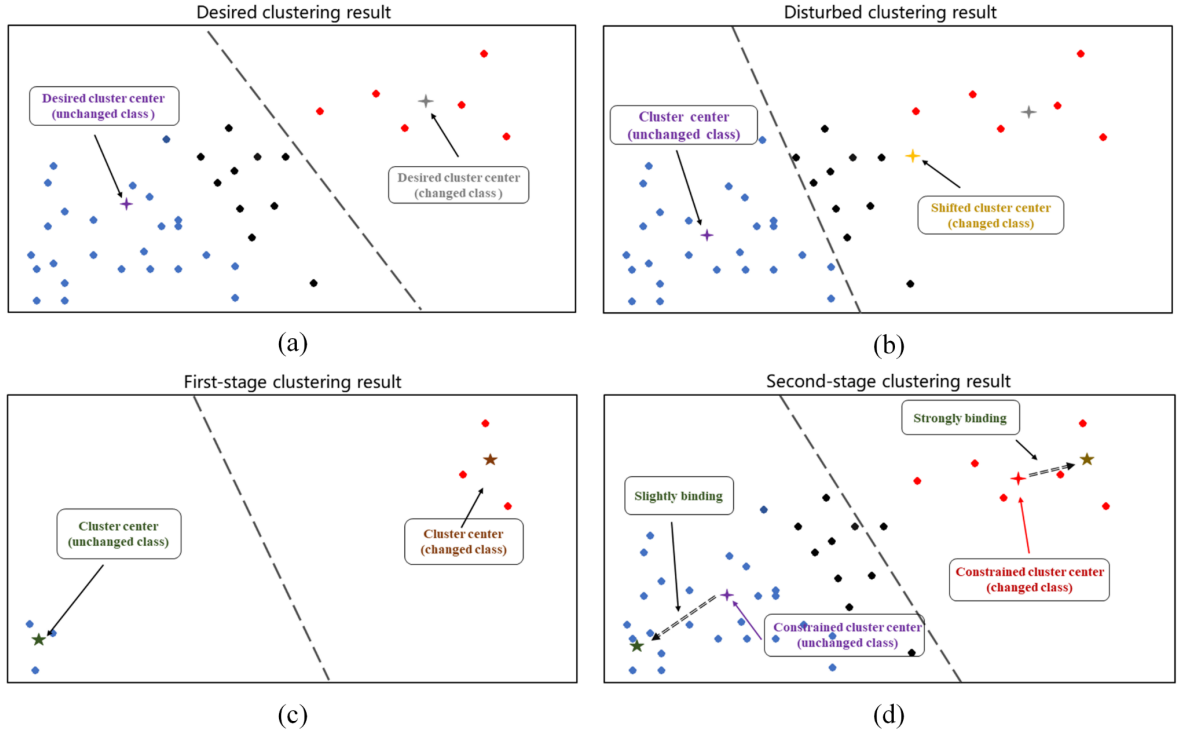 Desired clustering result
Desired cluster center
(unchanged class )
Desired cluster center
(changed class )
(a)
Disturbed clustering result
Cluster center
(unchanged class)
Shifted cluster center
(changed class)
(b)
First-stage clustering result
Cluster center
(unchanged class)
Cluster center
(changed class)
(c)
Second-stage clustering result
Strongly binding
Slightly binding
Constrained cluster center
(changed class)
Constrained cluster center
(unchanged class)
(d)